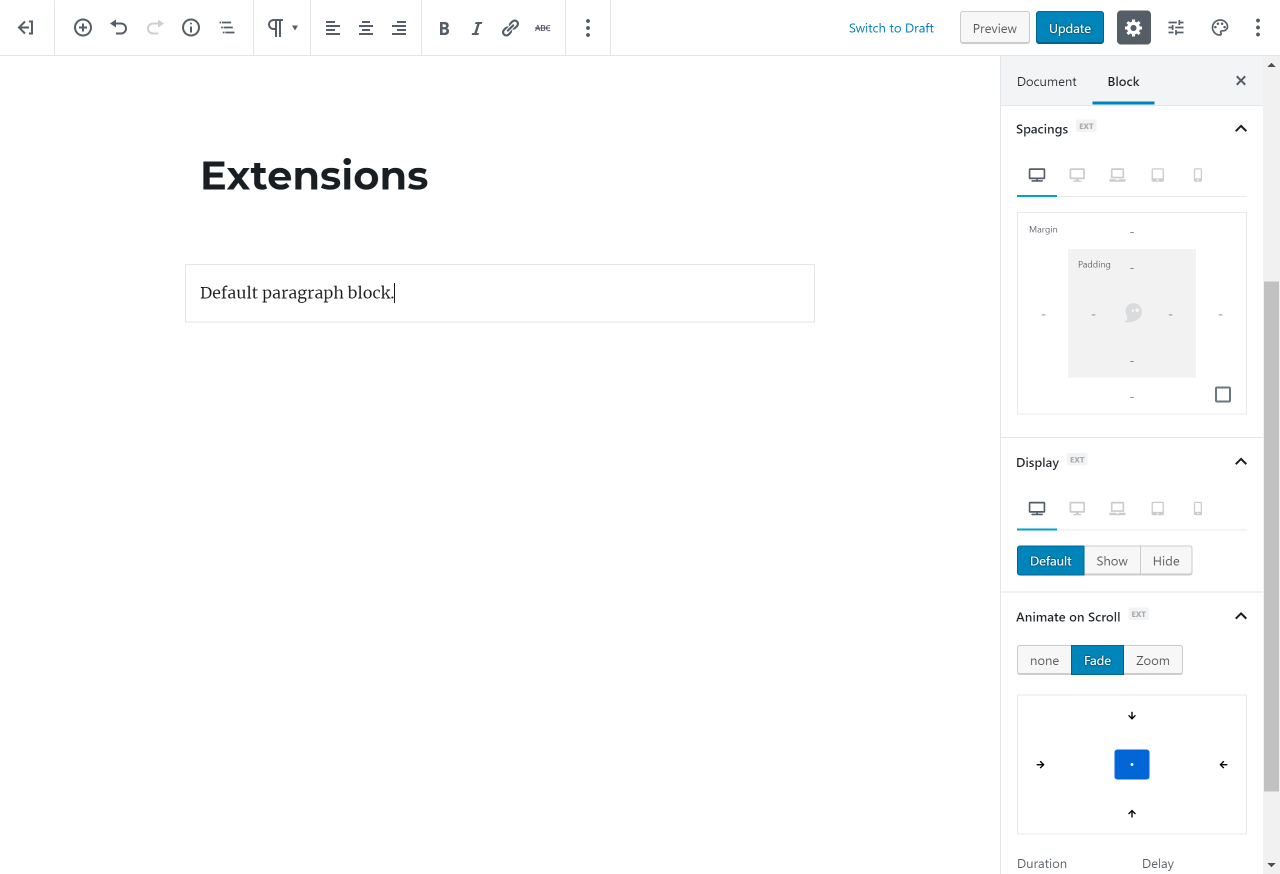 B I ABC
Switch to Draft Preview Update
Document Block
Extensions
Default paragraph block.
Spacings EXT
Margin
-
Padding
-
- - - -
-
-
Display EXT
Default Show Hide
Animate on Scroll EXT
none Fade Zoom
Duration Delay